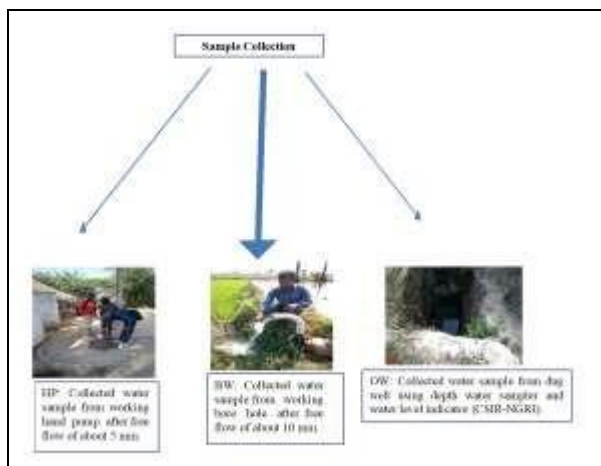 Sample Collection
HP: Collected water
sample from working
hand pump after free
flow of about 5 min.
BW: Collected water
sample from working
bore hole after free
flow of about 10 min.
DW: Collected water sample from dug
well using depth water sampler and
water level indicator (CSIR-NGRI).